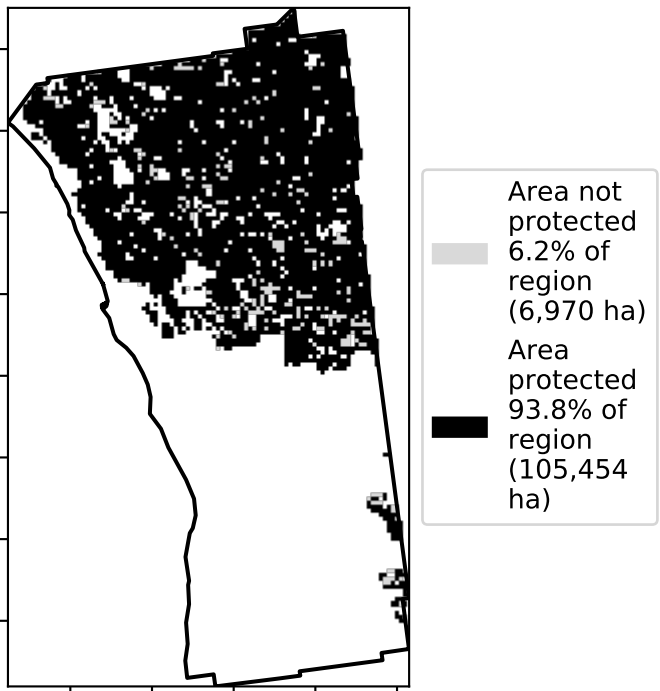 Area not
protected
6.2% of
region
(6,970 ha)
Area
protected
93.8% of
region
(105,454
ha)